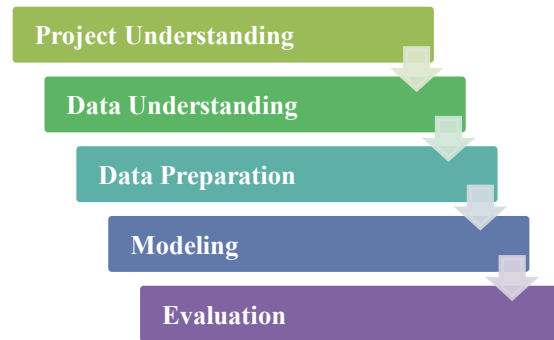 Project Understanding
Data Understanding
Data Preparation
Modeling
Evaluation